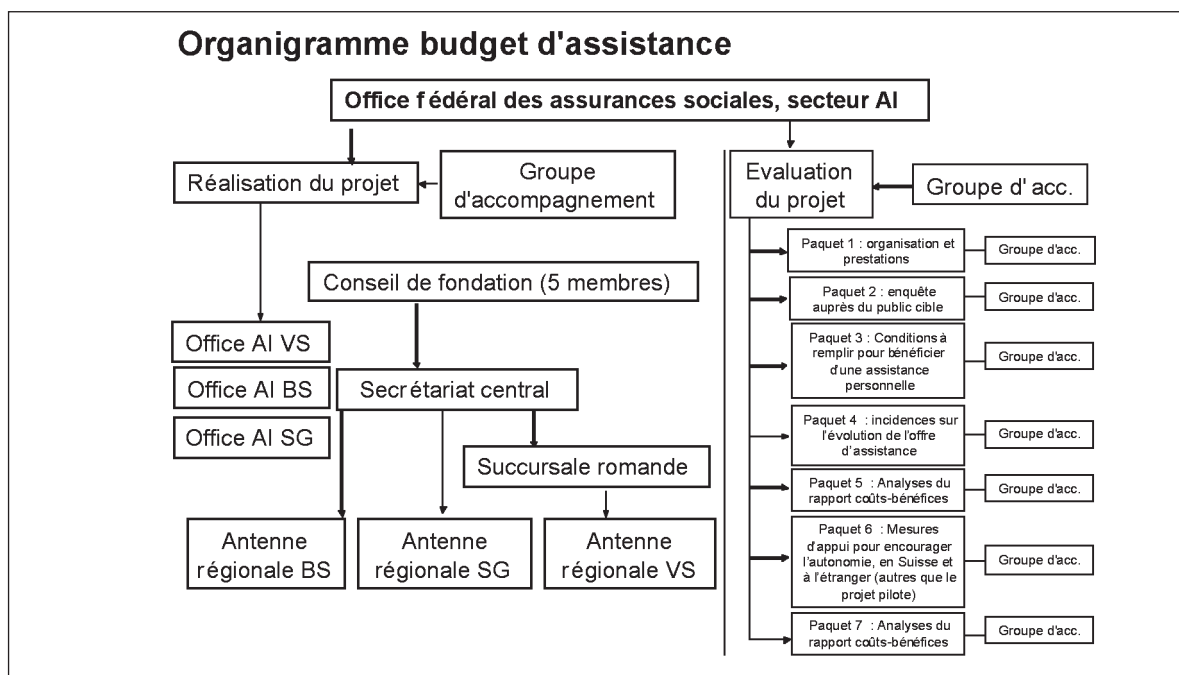 Organigramme budget d'assistance
Office fédéral des assurances sociales, secteur AI
Réalisation du projet
Groupe
d'accompagnement
Conseil de fondation (5 membres)
Office AI VS
Office AI BS
Office AI SG
Secrétariat central
Succursale romande
Antenne
régionale BS
Antenne
régionale SG
Antenne
régionale VS
Evaluation
du projet
Groupe d'acc.
Paquet 1 : organisation et
prestations
Groupe d'acc.
Paquet 2 : enquête
auprès du public cible
Groupe d'acc.
Paquet 3 : Conditions à
remplir pour bénéficier
d'une assistance
personnelle
Groupe d'acc.
Paquet 4 : incidences sur
l'évolution de l'offre
d'assistance
Groupe d'acc.
Paquet 5 : Analyses du
rapport coûts-bénéfices
Groupe d'acc.
Paquet 6 : Mesures
d'appui pour encourager
l'autonomie, en Suisse et
à l'étranger (autres que le
projet pilote)
Groupe d'acc.
Paquet 7 : Analyses du
rapport coûts-bénéfices
Groupe d'acc.